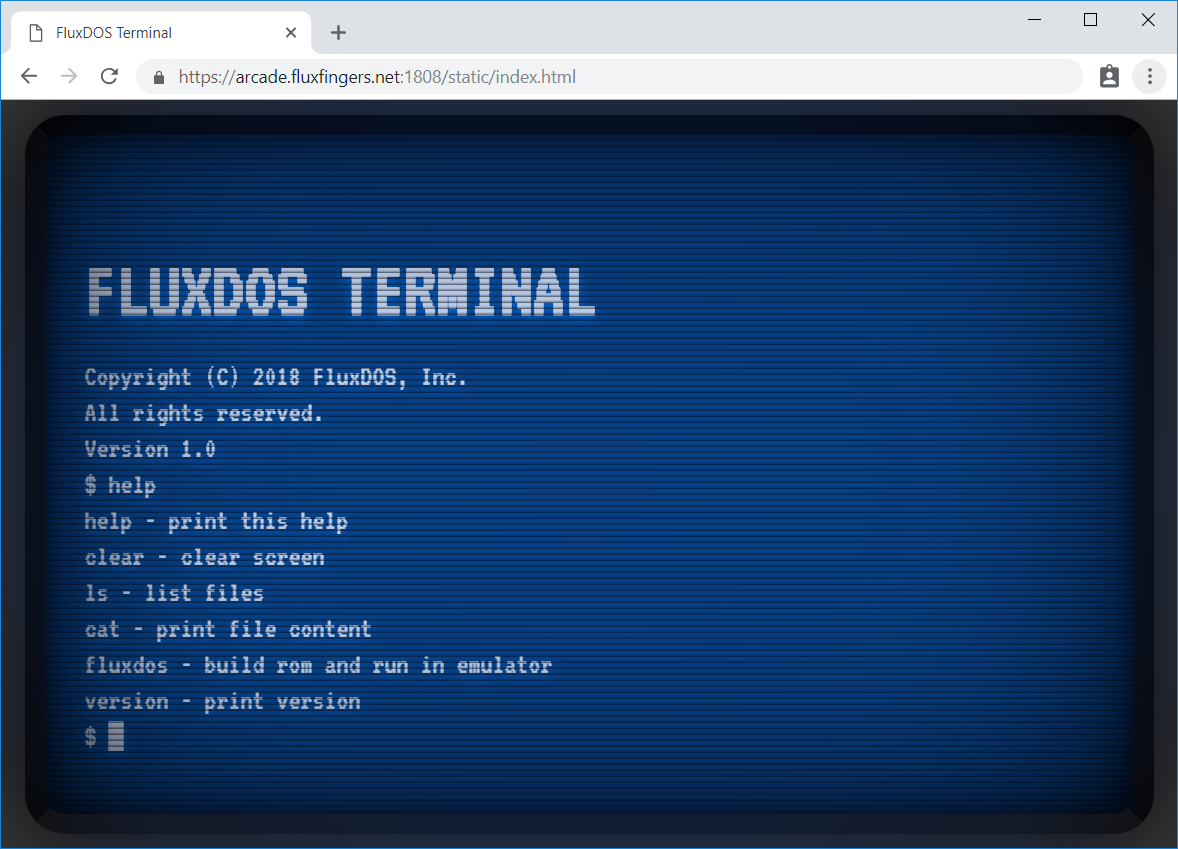 FluxDOS Terminal
https://arcade.fluxfingers.net:1808/static/index.html
FLUXDOS TERMINAL
Copyright (C) 2018 FluxDOS, Inc.
All rights reserved.
Version 1.0
$ help
help - print this help
clear - clear screen
ls - list files
cat - print file content
fluxdos - build rom and run in emulator
version - print version
$